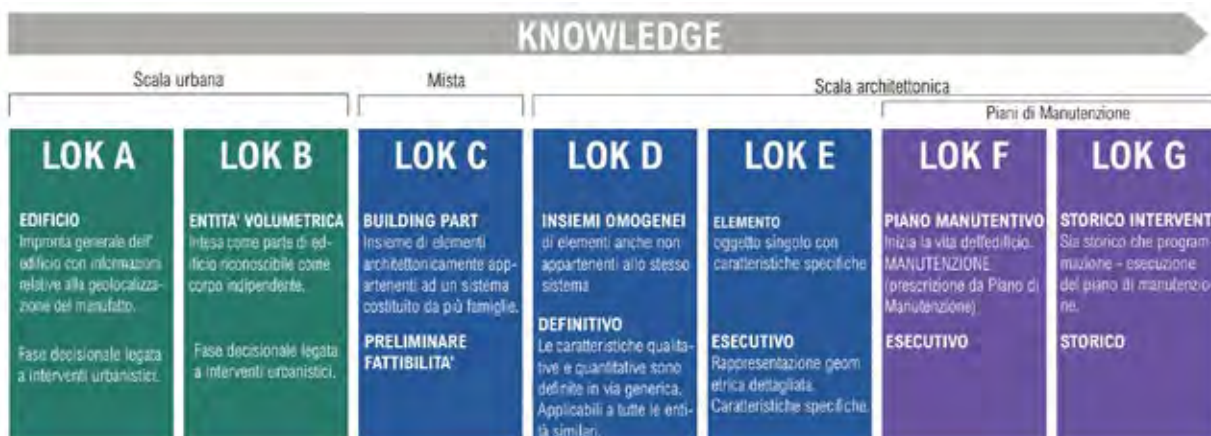 KNOWLEDGE
Scala urbana
Mista
Scala architettonica
Piani di Manutenzione
LOK A
EDIFICIO
Impronta generale dell'
edificio con informazioni
relative alla geolocalizza-
zione del manufatto.
Fase decisionale legata
a interventi urbanistici.
LOK B
ENTITA' VOLUMETRICA
Intesa come parte di ed-
ificio riconoscibile come
corpo indipendente.
Fase decisionale legata
a interventi urbanistici.
LOK C
BUILDING PART
Insieme di elementi
architettonicamente app-
artenenti ad un sistema
costituito da più famiglie.
PRELIMINARE
FATTIBILITA'
LOK D
INSIEMI OMOGENEI
di elementi anche non
appartenenti allo stesso
sistema
DEFINITIVO
Le caratteristiche qualita-
tive e quantitative sono
definite in via generica.
Applicabili a tutte le enti-
tà similari.
LOK E
ELEMENTO
oggetto singolo con
caratteristiche specifiche
ESECUTIVO
Rappresentazione geom
etrica dettagliata.
Caratteristiche specifiche.
LOK F
PIANO MANUTENTIVO
Inizia la vita dell'edificio.
MANUTENZIONE
(prescrizione da Piano di
Manutenzione)
ESECUTIVO
LOK G
STORICO INTERVENT
Sia storico che program
mazione – esecuzione
del piano di manutenzio
ne.
STORICO